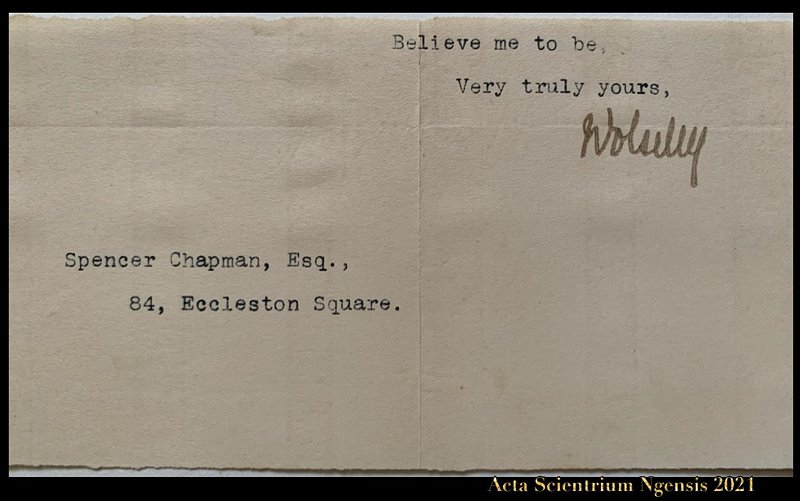 Believe me to be,
Very truly yours,
Wolseley
Spencer Chapman, Esq.,
84, Eccleston Square.
Acta Scientrium Ngensis 2021